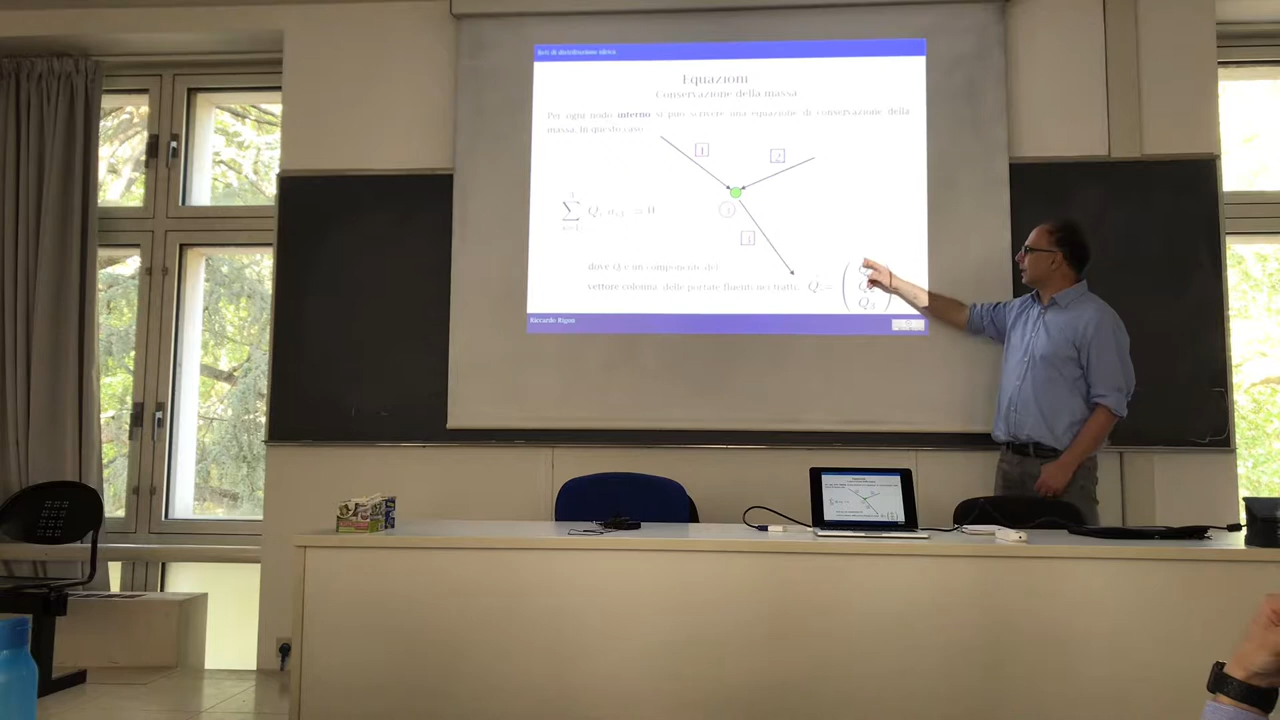 Reti di distribuzione idrica
Equazioni
Conservazione della massa
Per ogni nodo interno si può scrivere una equazione di conservazione della
massa. In questo caso
1
2
3
dove Q è un componente del
vettore colonna delle portate fluenti nei tratti.
Riccardo Rigon